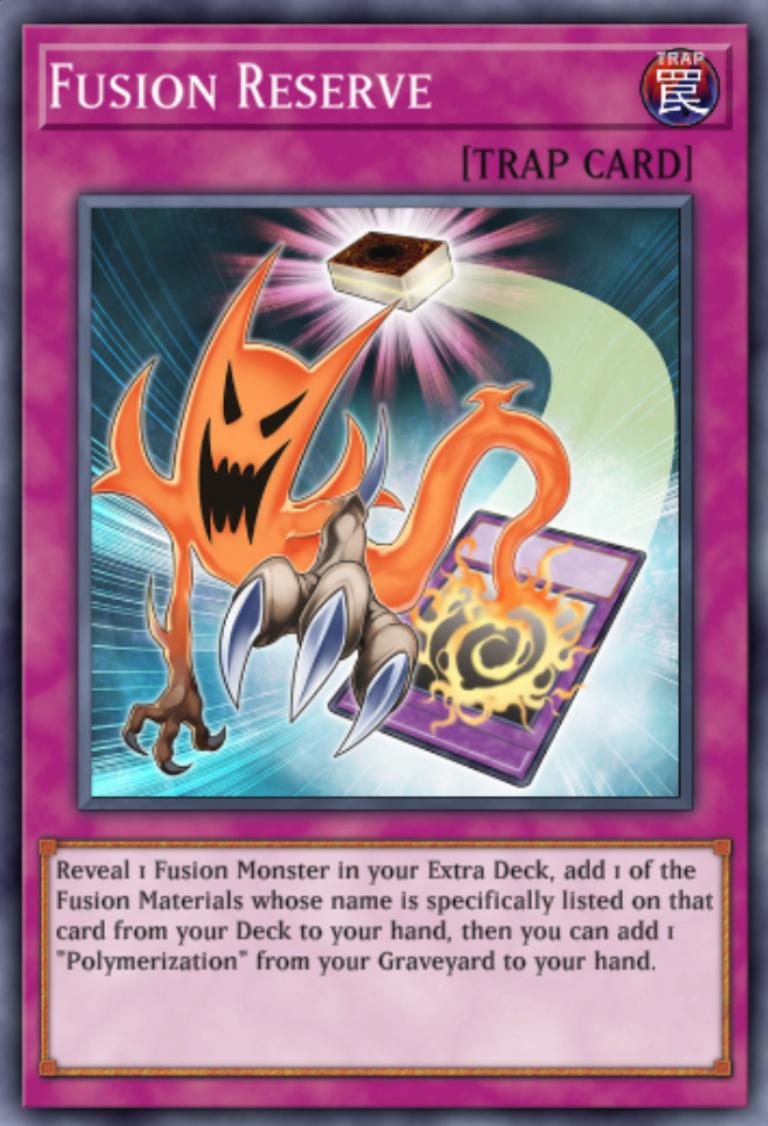 Fusion Reserve
TRAP
罠
[TRAP CARD]
Reveal 1 Fusion Monster in your Extra Deck, add 1 of the
Fusion Materials whose name is specifically listed on that
card from your Deck to your hand, then you can add 1
"Polymerization" from your Graveyard to your hand.